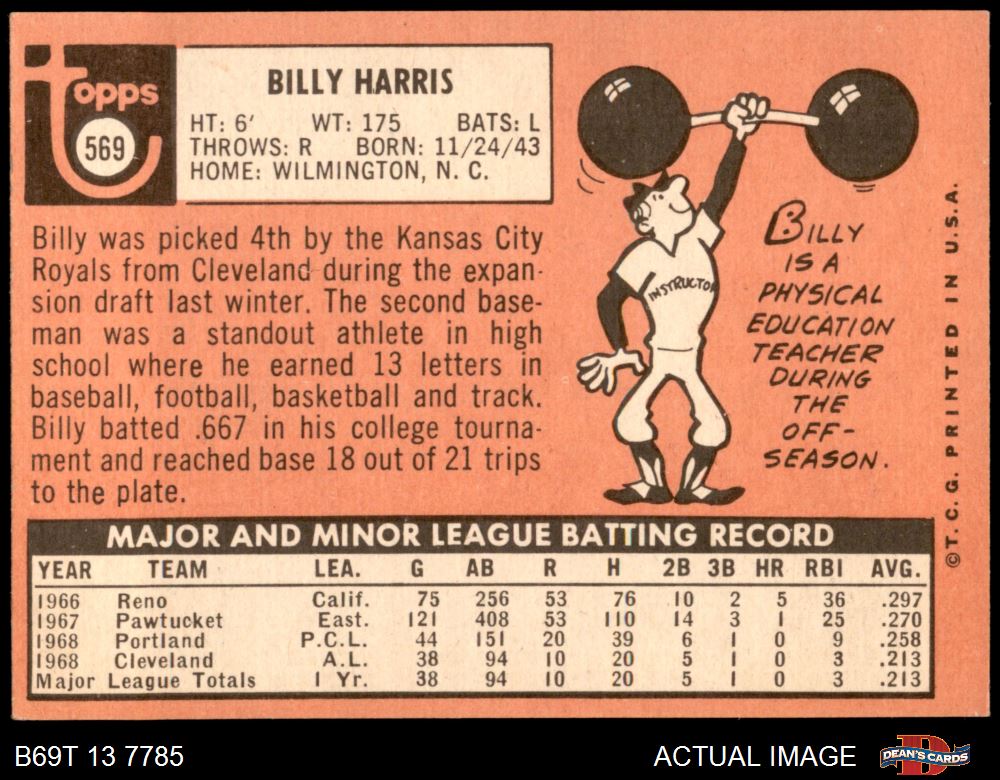 topps
569
BILLY HARRIS
HT: 6' WT: 175 BATS: L
THROWS: R BORN: 11/24/43
HOME: WILMINGTON, N. C.
Billy was picked 4th by the Kansas City
Royals from Cleveland during the expan-
sion draft last winter. The second base-
man was a standout athlete in high
school where he earned 13 letters in
baseball, football, basketball and track.
Billy batted .667 in his college tourna-
ment and reached base 18 out of 21 trips
to the plate.
INSTRUCTOR
BILLY
IS A
PHYSICAL
EDUCATION
TEACHER
DURING
THE
OFF-
SEASON.
©T.C.G. PRINTED IN U.S.A.
MAJOR AND MINOR LEAGUE BATTING RECORD
YEAR TEAM LEA. G AB R H 2B 3B HR RBI AVG.
1966 Reno Calif. 75 256 53 76 10 2 5 36 .297
1967 Pawtucket East. 121 408 53 110 14 3 1 25 .270
1968 Portland P.C.L. 44 151 20 39 6 1 0 9 .258
1968 Cleveland A.L. 38 94 10 20 5 1 0 3 .213
Major League Totals 1 Yr. 38 94 10 20 5 1 0 3 .213
B69T 13 7785 ACTUAL IMAGE DEAN'S CARDS